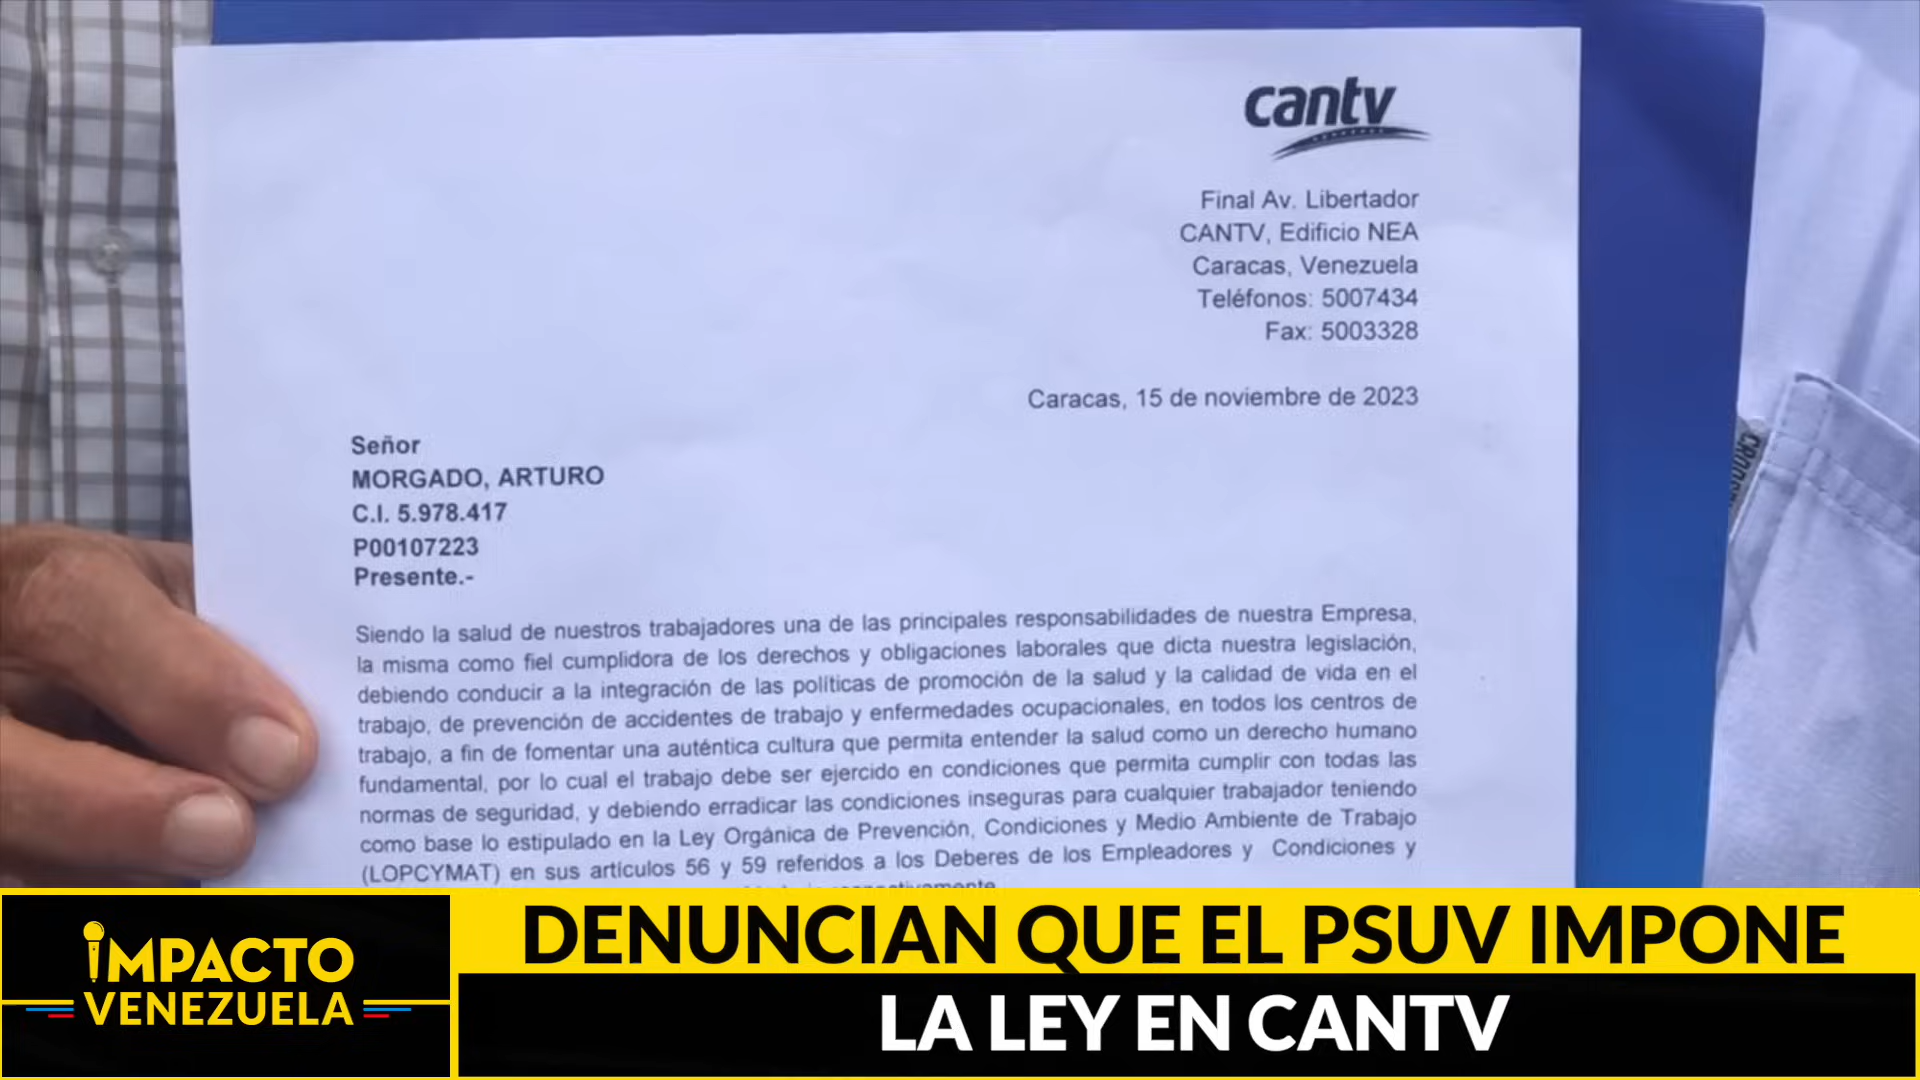 cantv
Final Av. Libertador
CANTV, Edificio NEA
Caracas, Venezuela
Teléfonos: 5007434
Fax: 5003328
Caracas, 15 de noviembre de 2023
Señor
MORGADO, ARTURO
C.I. 5.978.417
P00107223
Presente.-
Siendo la salud de nuestros trabajadores una de las principales responsabilidades de nuestra Empresa,
la misma como fiel cumplidora de los derechos y obligaciones laborales que dicta nuestra legislación,
debiendo conducir a la integración de las políticas de promoción de la salud y la calidad de vida en el
trabajo, de prevención de accidentes de trabajo y enfermedades ocupacionales, en todos los centros de
trabajo, a fin de fomentar una auténtica cultura que permita entender la salud como un derecho humano
fundamental, por lo cual el trabajo debe ser ejercido en condiciones que permita cumplir con todas las
normas de seguridad, y debiendo erradicar las condiciones inseguras para cualquier trabajador teniendo
como base lo estipulado en la Ley Orgánica de Prevención, Condiciones y Medio Ambiente de Trabajo
(LOPCYMAT) en sus artículos 56 y 59 referidos a los Deberes de los Empleadores y Condiciones y
IMPACTO
VENEZUELA
DENUNCIAN QUE EL PSUV IMPONE
LA LEY EN CANTV